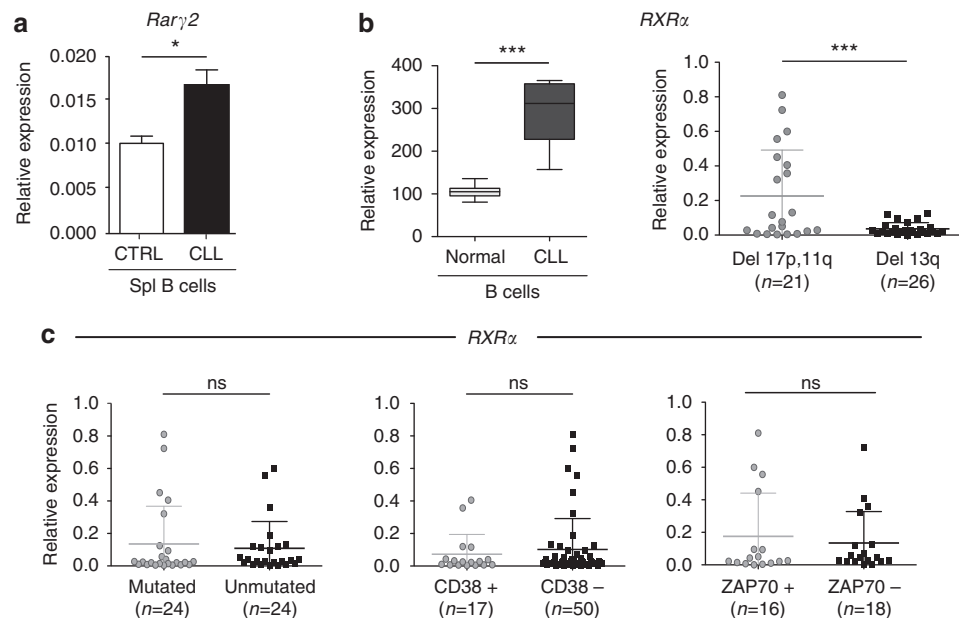 a
Rarγ2
Relative expression
0.020
0.015
0.010
0.005
0.000
*
CTRL CLL
Spl B cells
b
RXRα
Relative expression
400
300
200
100
0
***
Normal CLL
B cells
Relative expression
1.0
0.8
0.6
0.4
0.2
0.0
***
Del 17p,11q Del 13q
(n=21) (n=26)
c
RXRα
Relative expression
1.0
0.8
0.6
0.4
0.2
0.0
ns
Mutated Unmutated
(n=24) (n=24)
1.0
0.8
0.6
0.4
0.2
0.0
ns
CD38 + CD38 –
(n=17) (n=50)
1.0
0.8
0.6
0.4
0.2
0.0
ns
ZAP70 + ZAP70 –
(n=16) (n=18)